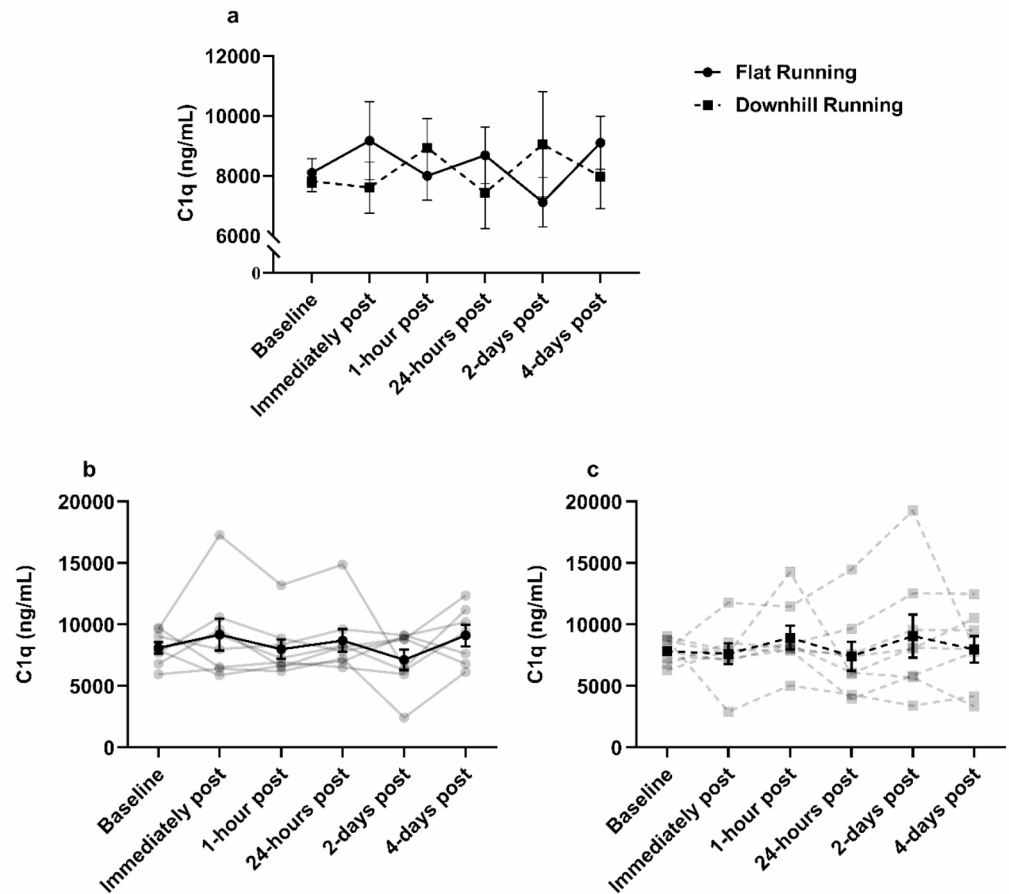 a
12000
10000
8000
6000
0
C1q (ng/mL)
Baseline
Immediately post
1-hour post
24-hours post
2-days post
4-days post
Flat Running
Downhill Running
b
20000
15000
10000
5000
0
C1q (ng/mL)
Baseline
Immediately post
1-hour post
24-hours post
2-days post
4-days post
c
20000
15000
10000
5000
0
C1q (ng/mL)
Baseline
Immediately post
1-hour post
24-hours post
2-days post
4-days post